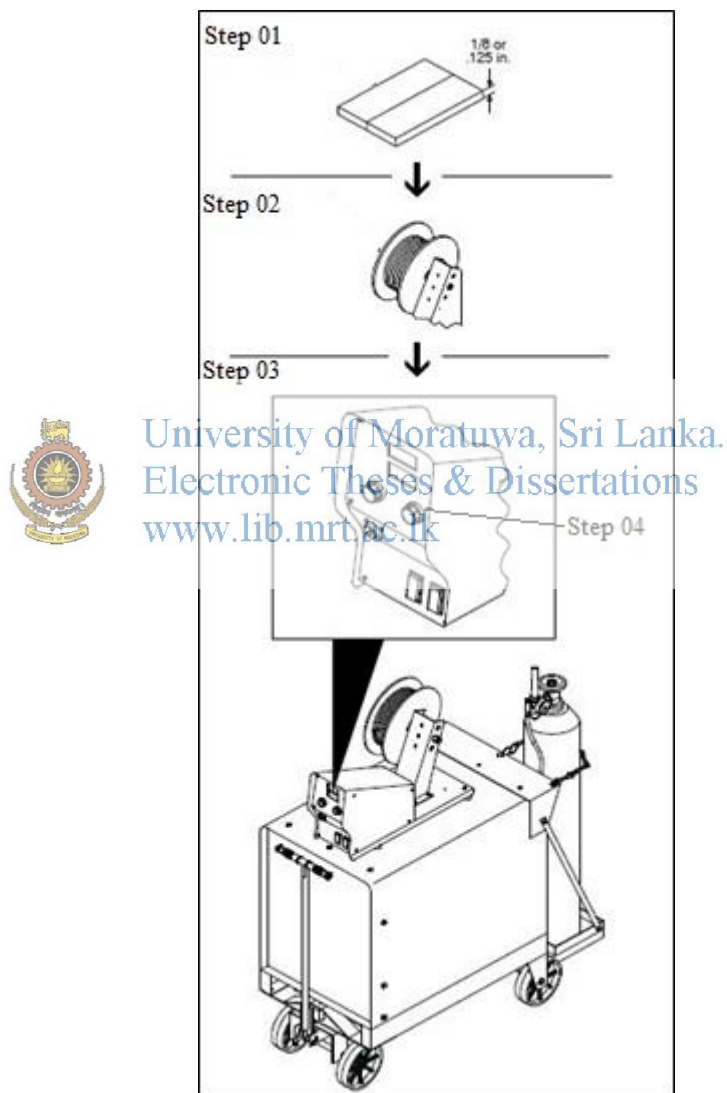 Step 01
1/8 or
.125 in.
Step 02
Step 03
University of Moratuwa, Sri Lanka.
Electronic Theses & Dissertations
www.lib.mrt.ac.lk
Step 04